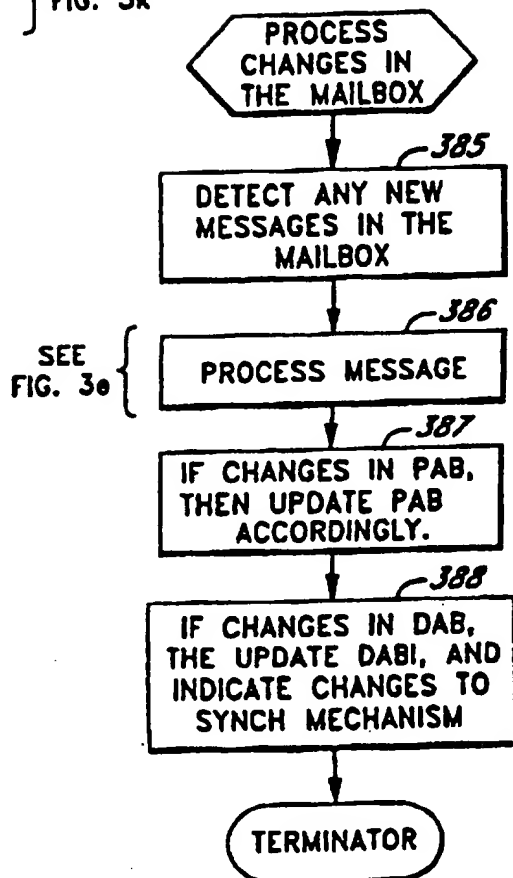 FIG. 3k
PROCESS
CHANGES IN
THE MAILBOX
385
DETECT ANY NEW
MESSAGES IN THE
MAILBOX
386
SEE
FIG. 3e
PROCESS MESSAGE
387
IF CHANGES IN PAB,
THEN UPDATE PAB
ACCORDINGLY.
388
IF CHANGES IN DAB,
THE UPDATE DABI, AND
INDICATE CHANGES TO
SYNCH MECHANISM
TERMINATOR